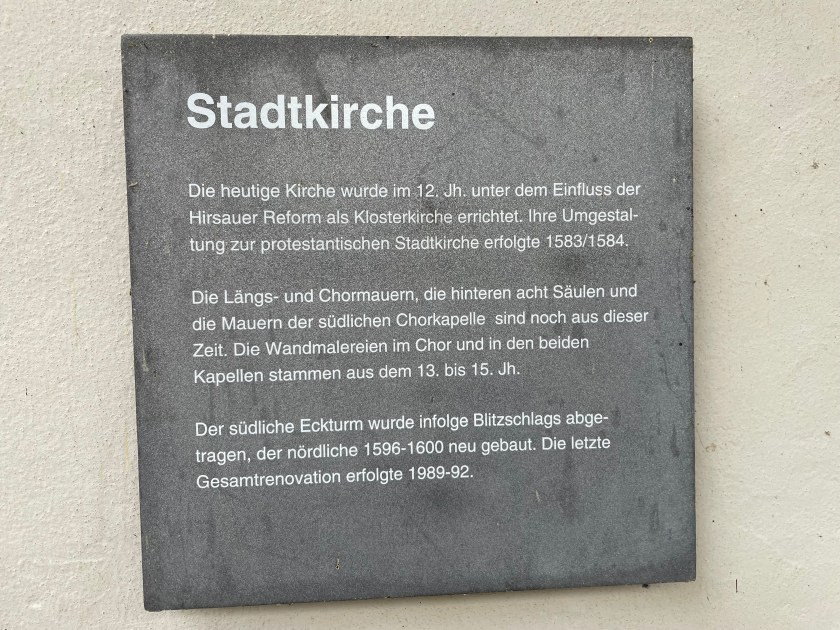 Stadtkirche
Die heutige Kirche wurde im 12. Jh. unter dem Einfluss der
Hirsauer Reform als Klosterkirche errichtet. Ihre Umgestal-
tung zur protestantischen Stadtkirche erfolgte 1583/1584.
Die Längs- und Chormauern, die hinteren acht Säulen und
die Mauern der südlichen Chorkapelle sind noch aus dieser
Zeit. Die Wandmalereien im Chor und in den beiden
Kapellen stammen aus dem 13. bis 15. Jh.
Der südliche Eckturm wurde infolge Blitzschlags abge-
tragen, der nördliche 1596-1600 neu gebaut. Die letzte
Gesamtrenovation erfolgte 1989-92.